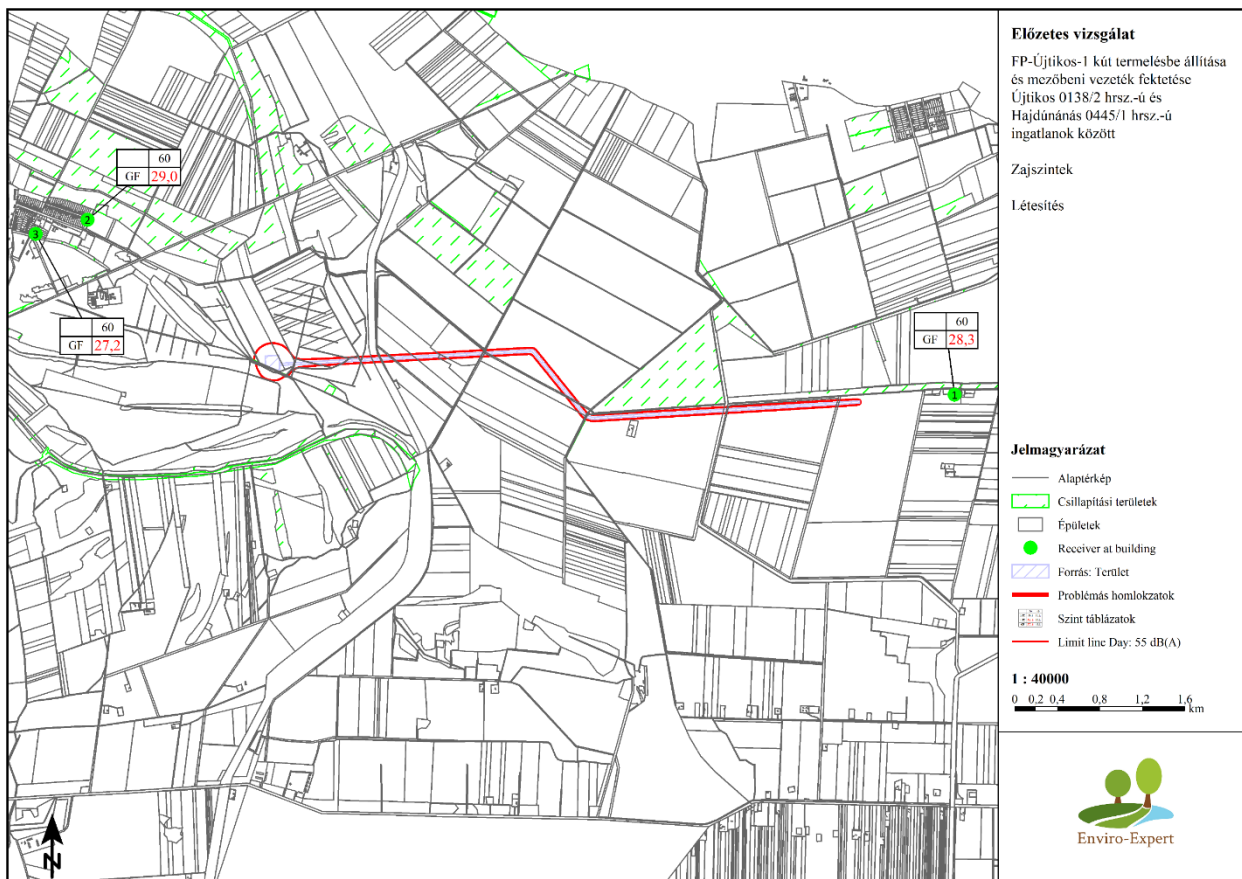 Előzetes vizsgálat
FP-Újtikos-1 kút termelésbe állítása
és mezőbeni vezeték fektetése
Újtikos 0138/2 hrsz.-ú és
Hajdúnánás 0445/1 hrsz.-ú
ingatlanok között
Zajszintek
Létesítés
60
GF 29,0
2
3
60
GF 27,2
60
GF 28,3
1
Jelmagyarázat
Alaptérkép
Csillapítási területek
Épületek
Receiver at building
Forrás: Terület
Problémás homlokzatok
Szint táblázatok
Limit line Day: 55 dB(A)
1 : 40000
0 0,2 0,4 0,8 1,2 1,6
km
N
Enviro-Expert